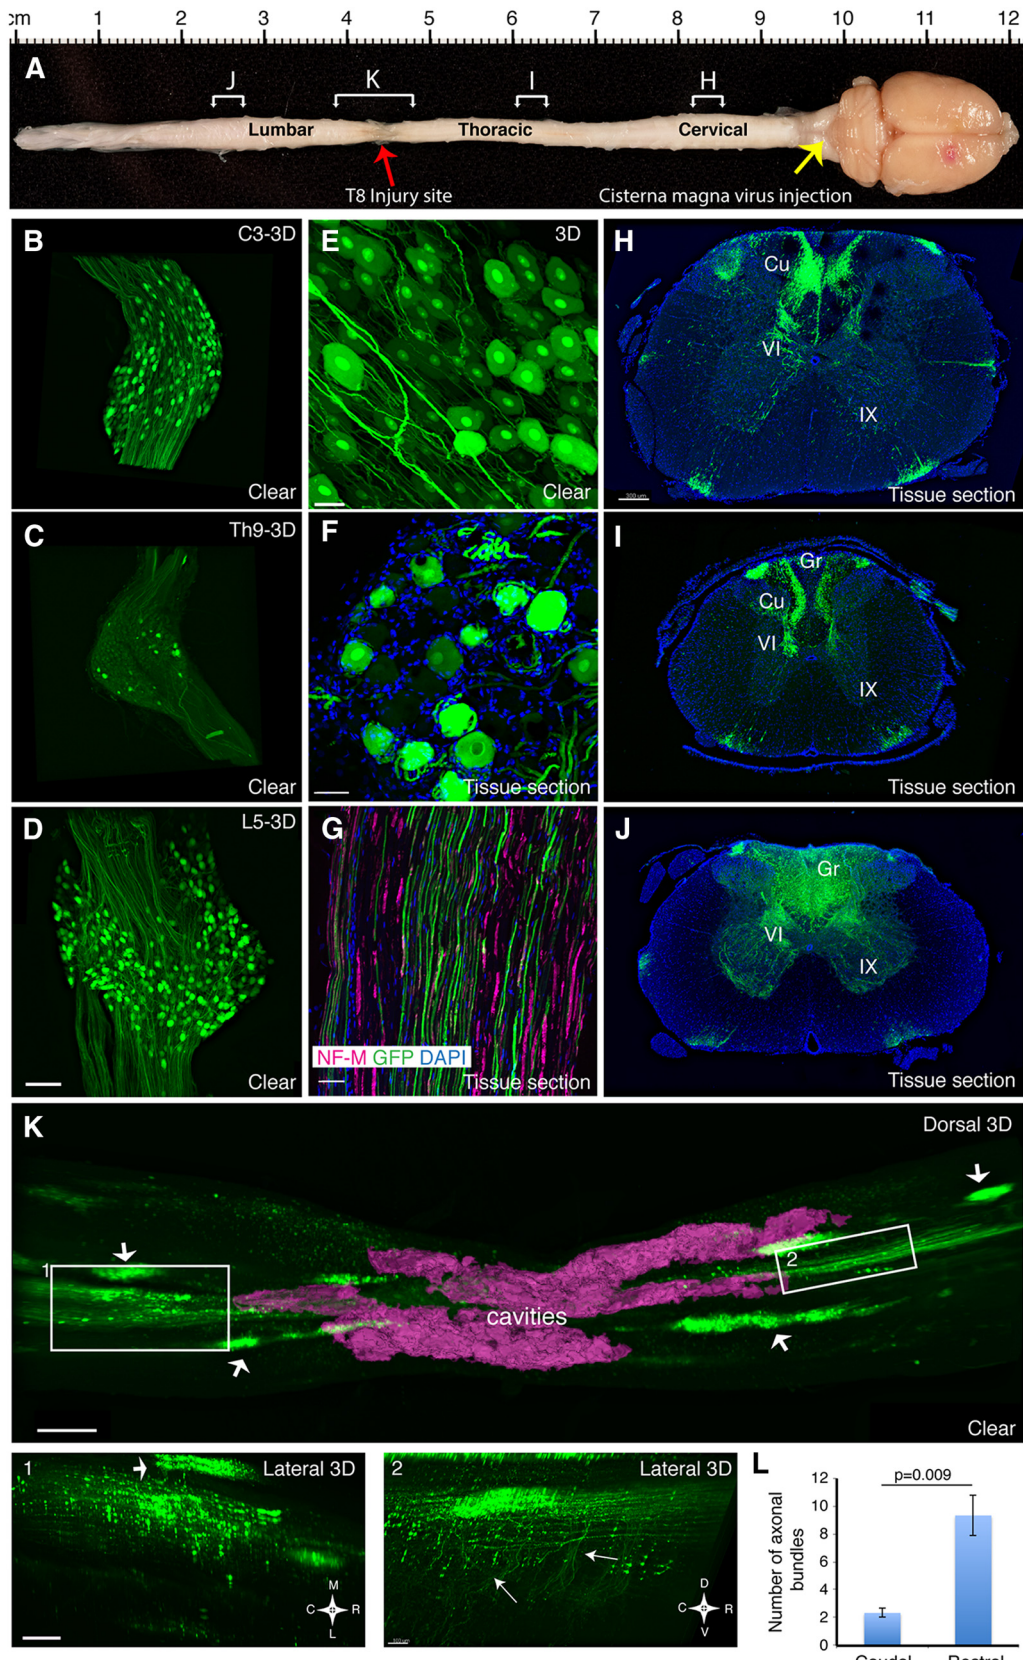 cm 1 2 3 4 5 6 7 8 9 10 11 12
A
J K I H
Lumbar Thoracic Cervical
T8 Injury site Cisterna magna virus injection
B C3-3D
Clear
E 3D
Clear
H
Cu
VI
IX
300 um
Tissue section
C Th9-3D
Clear
F
Tissue section
I
Gr
Cu
VI
IX
Tissue section
D L5-3D
Clear
G
NF-M GFP DAPI
Tissue section
J
Gr
VI
IX
Tissue section
K Dorsal 3D
1
2
cavities
Clear
1 Lateral 3D
M
C R
L
2 Lateral 3D
D
C R
V
L
p=0.009
Number of axonal
bundles
12
10
8
6
4
2
0